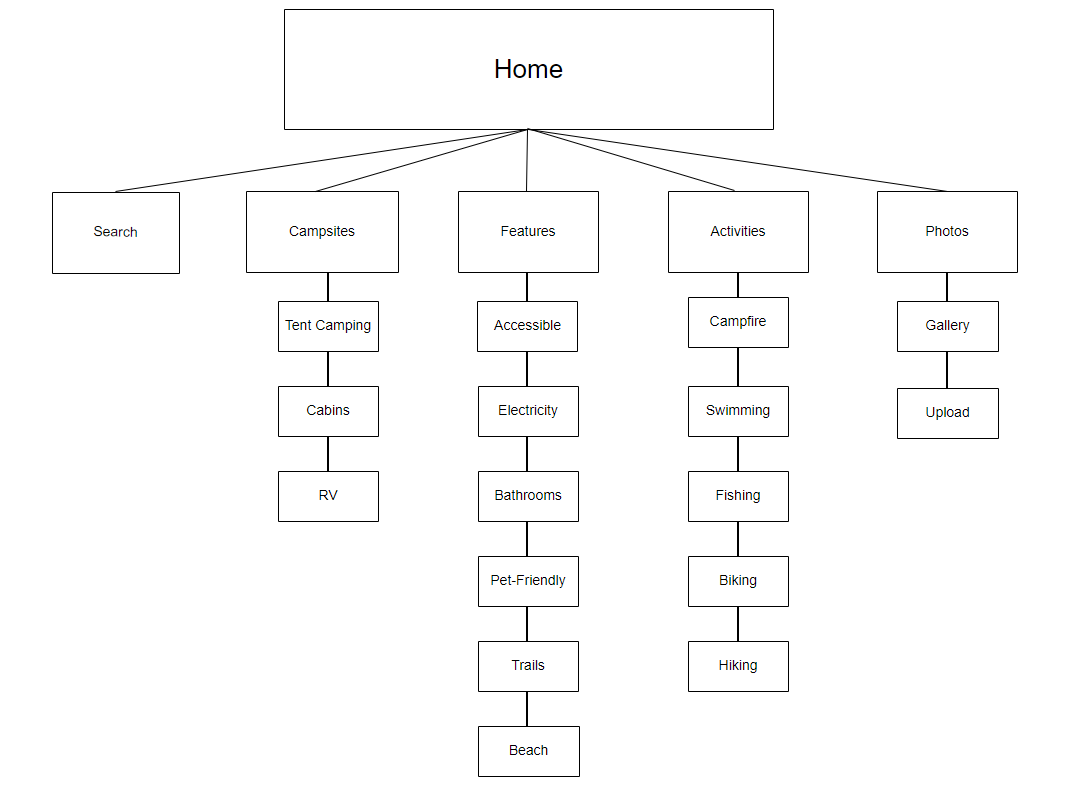 Home
Search
Campsites
Features
Activities
Photos
Tent Camping
Cabins
RV
Accessible
Electricity
Bathrooms
Pet-Friendly
Trails
Beach
Campfire
Swimming
Fishing
Biking
Hiking
Gallery
Upload